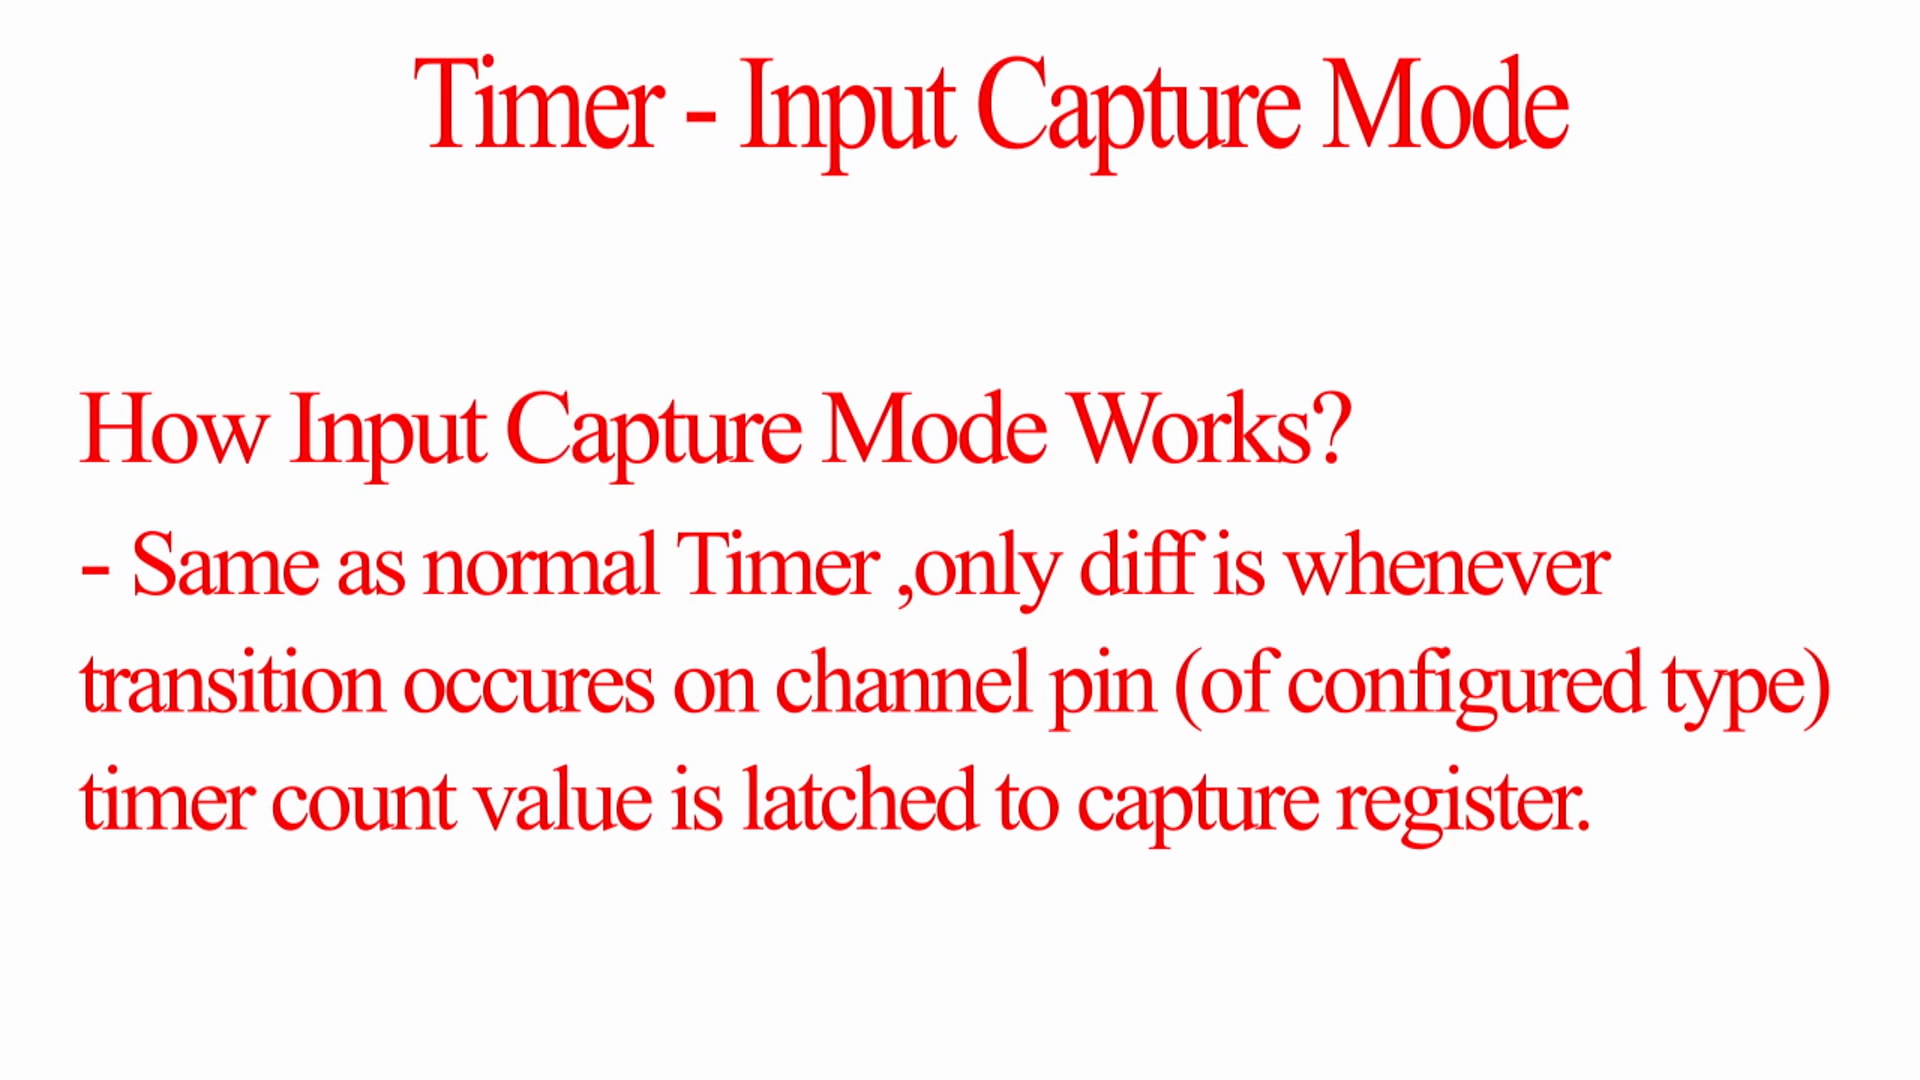 Timer - Input Capture Mode
How Input Capture Mode Works?
- Same as normal Timer ,only diff is whenever
transition occures on channel pin (of configured type)
timer count value is latched to capture register.